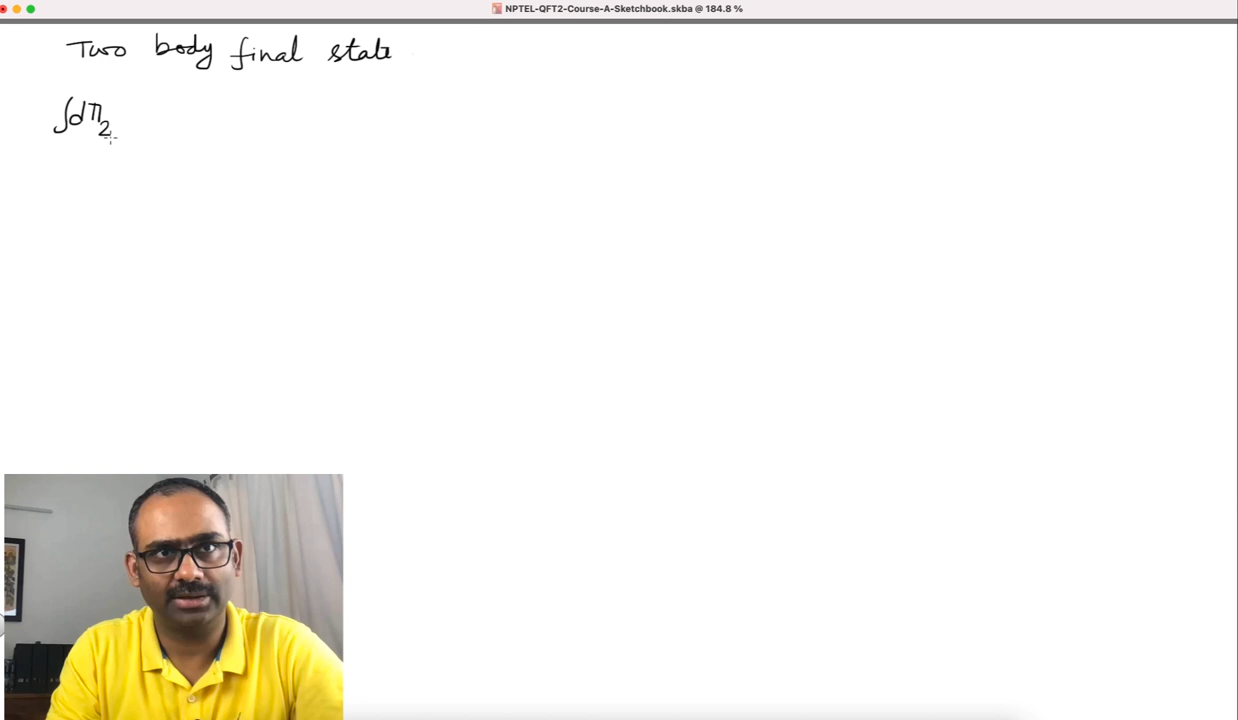 NPTEL-QFT2-Course-A-Sketchbook.skba @ 184.8 %
Two body final state
∫dΠ₂